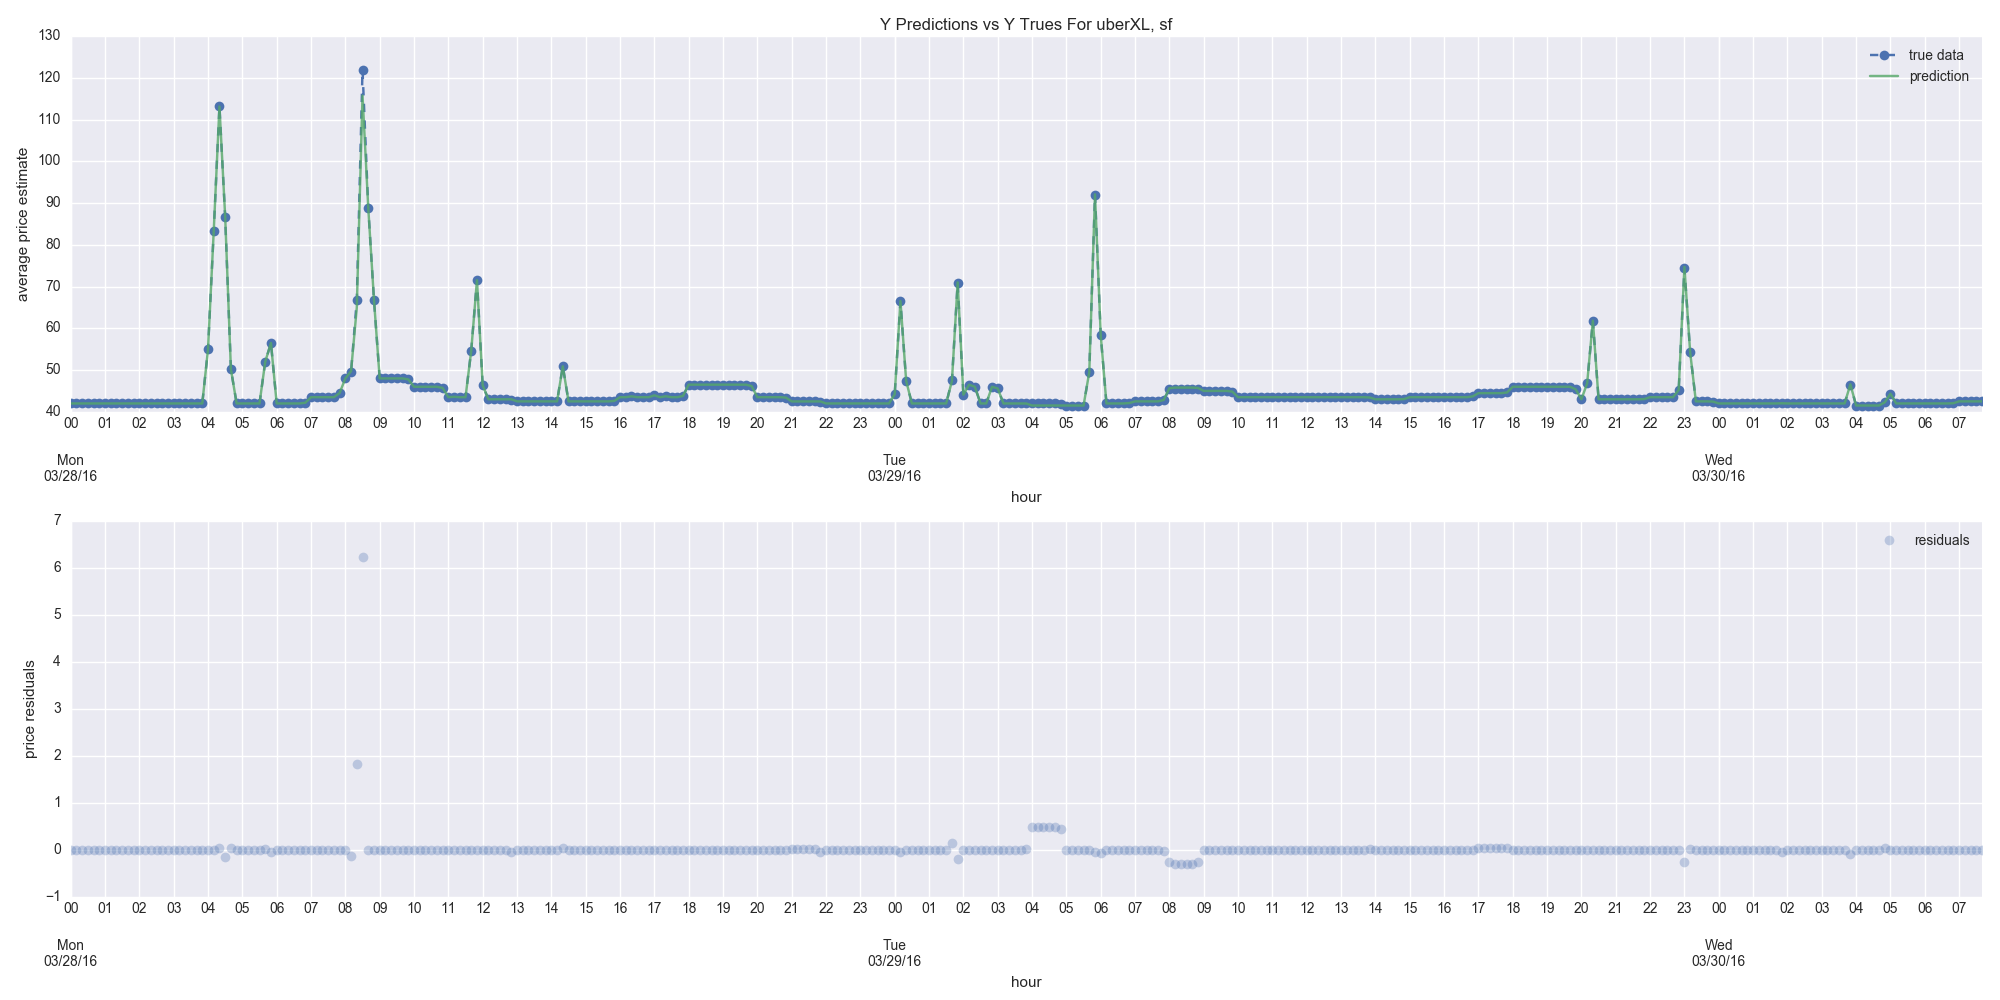 Y Predictions vs Y Trues For uberXL, sf
130
120
110
100
90
80
70
60
50
40
average price estimate
true data
prediction
00 01 02 03 04 05 06 07 08 09 10 11 12 13 14 15 16 17 18 19 20 21 22 23 00 01 02 03 04 05 06 07 08 09 10 11 12 13 14 15 16 17 18 19 20 21 22 23 00 01 02 03 04 05 06 07
Mon Tue Wed
03/28/16 03/29/16 03/30/16
hour
7
6
5
4
3
2
1
0
−1
price residuals
residuals
00 01 02 03 04 05 06 07 08 09 10 11 12 13 14 15 16 17 18 19 20 21 22 23 00 01 02 03 04 05 06 07 08 09 10 11 12 13 14 15 16 17 18 19 20 21 22 23 00 01 02 03 04 05 06 07
Mon Tue Wed
03/28/16 03/29/16 03/30/16
hour